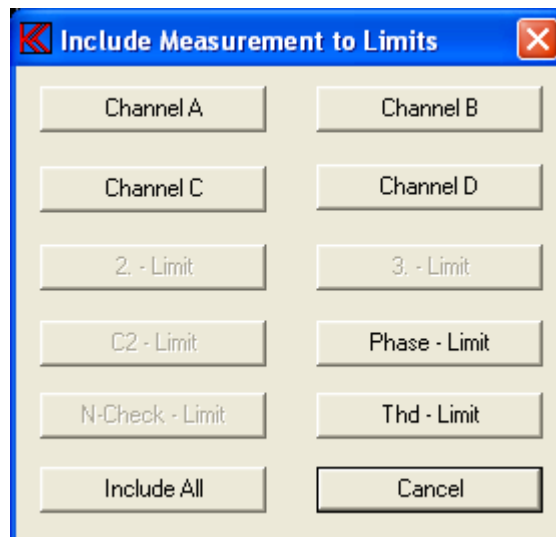 Include Measurement to Limits
Channel A
Channel B
Channel C
Channel D
2. - Limit
3. - Limit
C2 - Limit
Phase - Limit
N-Check - Limit
Thd - Limit
Include All
Cancel